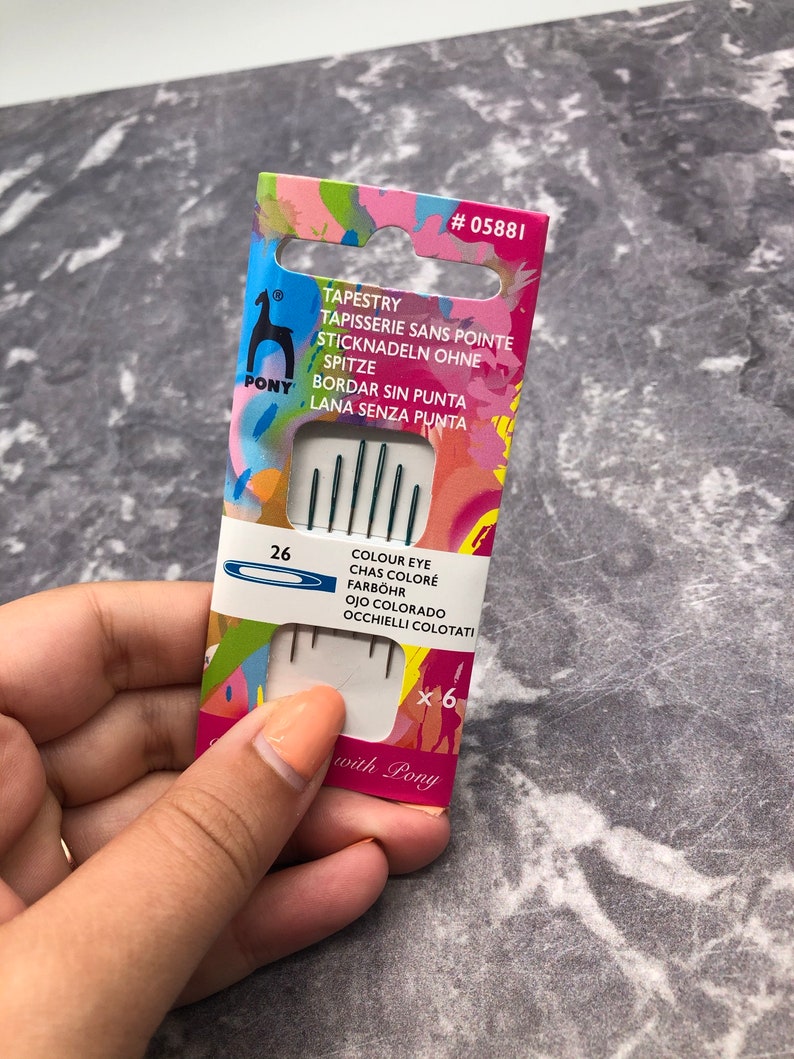 # 05881
®
PONY
TAPESTRY
TAPISSERIE SANS POINTE
STICKNADELN OHNE
SPITZE
BORDAR SIN PUNTA
LANA SENZA PUNTA
26
COLOUR EYE
CHAS COLORÉ
FARBÖHR
OJO COLORADO
OCCHIELLI COLOTATI
x 6
with Pony